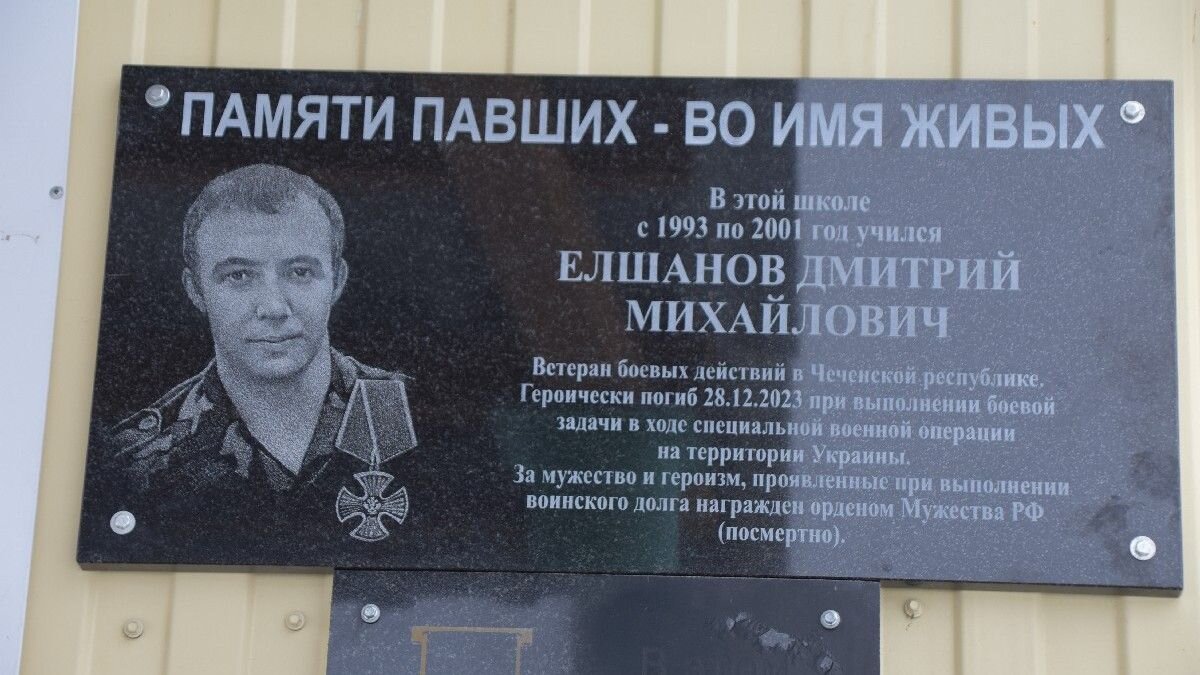 ПАМЯТИ ПАВШИХ - ВО ИМЯ ЖИВЫХ
В этой школе
с 1993 по 2001 год учился
ЕЛШАНОВ ДМИТРИЙ
МИХАЙЛОВИЧ
Ветеран боевых действий в Чеченской республике.
Героически погиб 28.12.2023 при выполнении боевой
задачи в ходе специальной военной операции
на территории Украины.
За мужество и героизм, проявленные при выполнении
воинского долга награжден орденом Мужества РФ
(посмертно).